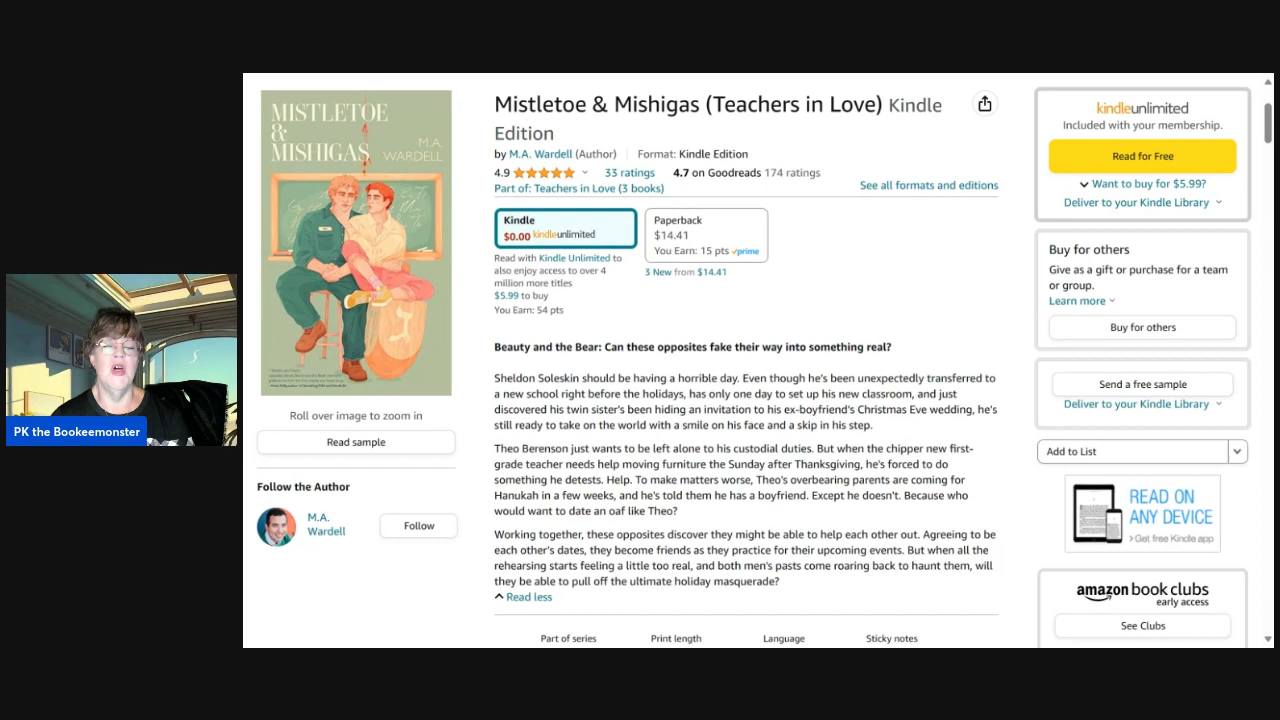 MISTLETOE
&
MISHIGAS
M.A.
WARDELL
Roll over image to zoom in
Read sample
Follow the Author
M.A.
Wardell
Follow
PK the Bookeemonster
Mistletoe & Mishigas (Teachers in Love) Kindle
Edition
by M.A. Wardell (Author) Format: Kindle Edition
4.9 33 ratings 4.7 on Goodreads 174 ratings
Part of: Teachers in Love (3 books)
See all formats and editions
Kindle
$0.00 kindleunlimited
Read with Kindle Unlimited to
also enjoy access to over 4
million more titles
$5.99 to buy
You Earn: 54 pts
Paperback
$14.41
You Earn: 15 pts prime
3 New from $14.41
Beauty and the Bear: Can these opposites fake their way into something real?
Sheldon Soleskin should be having a horrible day. Even though he's been unexpectedly transferred to
a new school right before the holidays, has only one day to set up his new classroom, and just
discovered his twin sister's been hiding an invitation to his ex-boyfriend's Christmas Eve wedding, he's
still ready to take on the world with a smile on his face and a skip in his step.
Theo Berenson just wants to be left alone to his custodial duties. But when the chipper new first-
grade teacher needs help moving furniture the Sunday after Thanksgiving, he's forced to do
something he detests. Help. To make matters worse, Theo's overbearing parents are coming for
Hanukah in a few weeks, and he's told them he has a boyfriend. Except he doesn't. Because who
would want to date an oaf like Theo?
Working together, these opposites discover they might be able to help each other out. Agreeing to be
each other's dates, they become friends as they practice for their upcoming events. But when all the
rehearsing starts feeling a little too real, and both men's pasts come roaring back to haunt them, will
they be able to pull off the ultimate holiday masquerade?
Read less
Part of series Print length Language Sticky notes
kindleunlimited
Included with your membership.
Read for Free
Want to buy for $5.99?
Deliver to your Kindle Library
Buy for others
Give as a gift or purchase for a team
or group.
Learn more
Buy for others
Send a free sample
Deliver to your Kindle Library
Add to List
READ ON
ANY DEVICE
› Get free Kindle app
amazon book clubs
early access
See Clubs